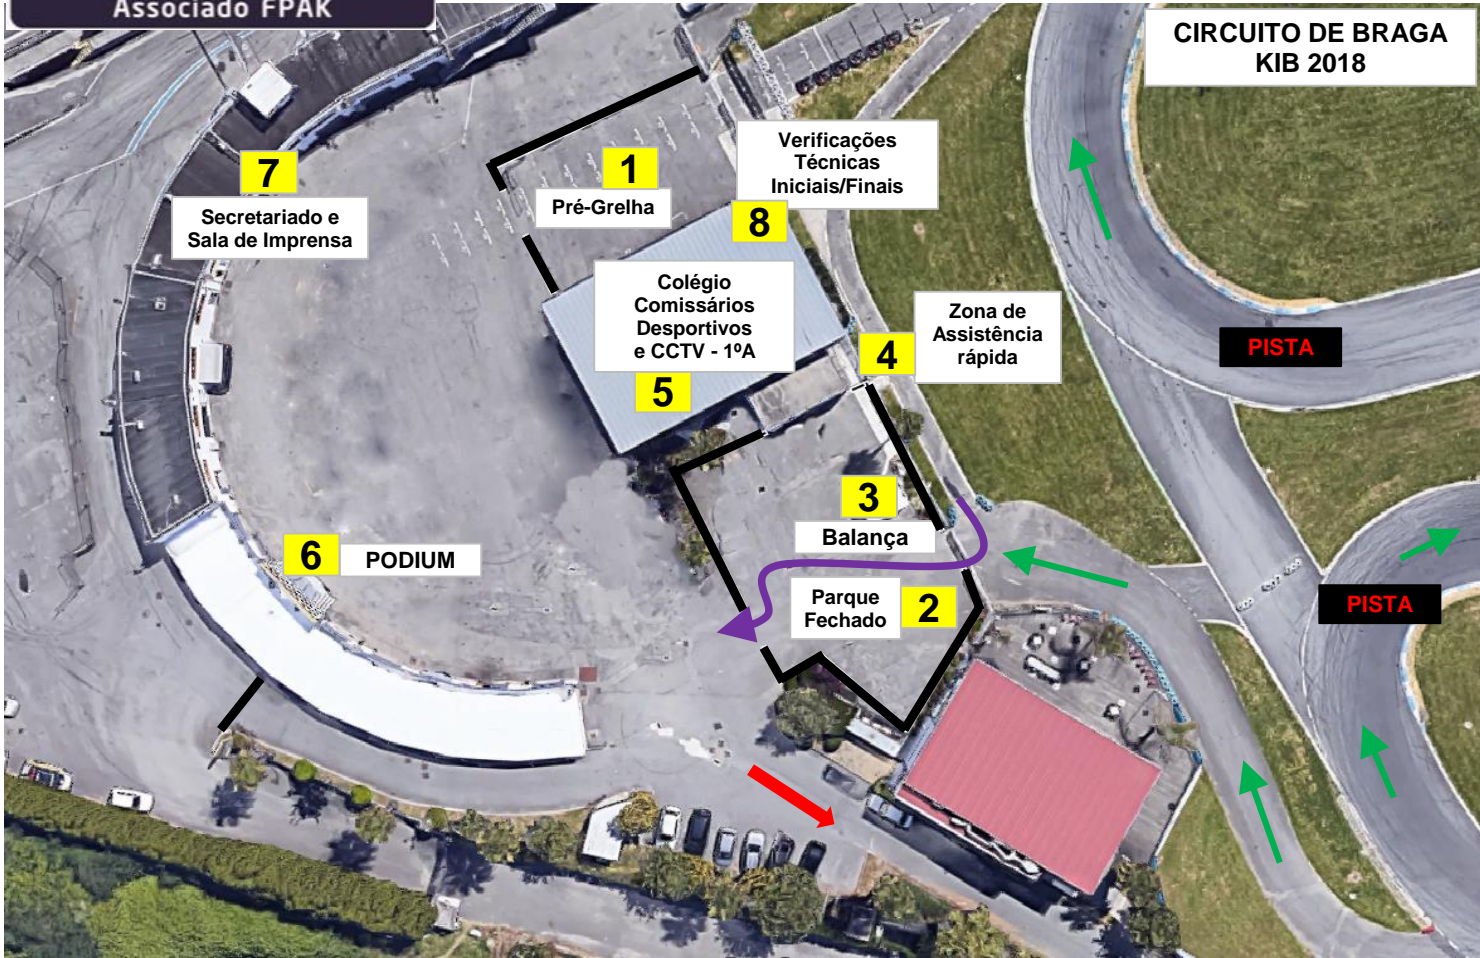 Associado FPAK
CIRCUITO DE BRAGA
KIB 2018
Verificações
Técnicas
Iniciais/Finais
1
7
Pré-Grelha
8
Secretariado e
Sala de Imprensa
Colégio
Comissários
Desportivos
e CCTV - 1ºA
5
Zona de
Assistência
rápida
4
PISTA
3
Balança
6
PODIUM
Parque
Fechado
2
PISTA